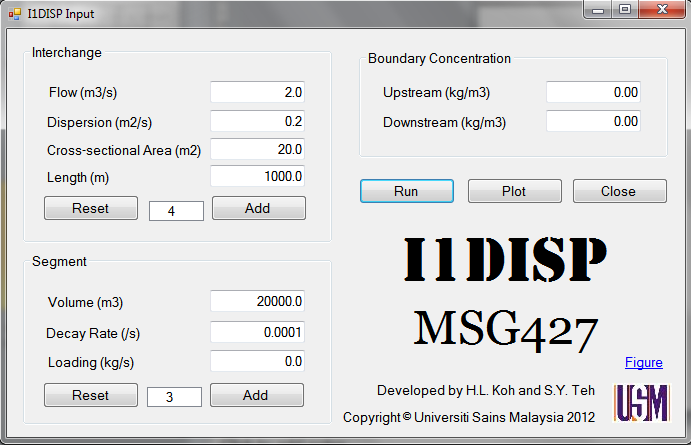 I1DISP Input
Interchange
Flow (m3/s) 2.0
Dispersion (m2/s) 0.2
Cross-sectional Area (m2) 20.0
Length (m) 1000.0
Reset 4 Add
Segment
Volume (m3) 20000.0
Decay Rate (/s) 0.0001
Loading (kg/s) 0.0
Reset 3 Add
Boundary Concentration
Upstream (kg/m3) 0.00
Downstream (kg/m3) 0.00
Run Plot Close
I1DISP
MSG427
Figure
Developed by H.L. Koh and S.Y. Teh
Copyright © Universiti Sains Malaysia 2012
USM